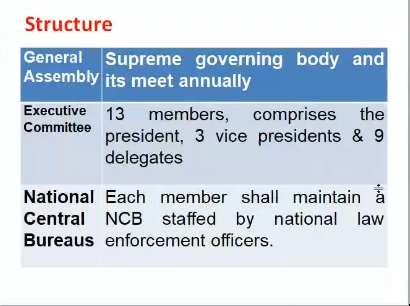 Structure
General Assembly
Supreme governing body and its meet annually
Executive Committee
13 members, comprises the president, 3 vice presidents & 9 delegates
National Central Bureaus
Each member shall maintain a NCB staffed by national law enforcement officers.